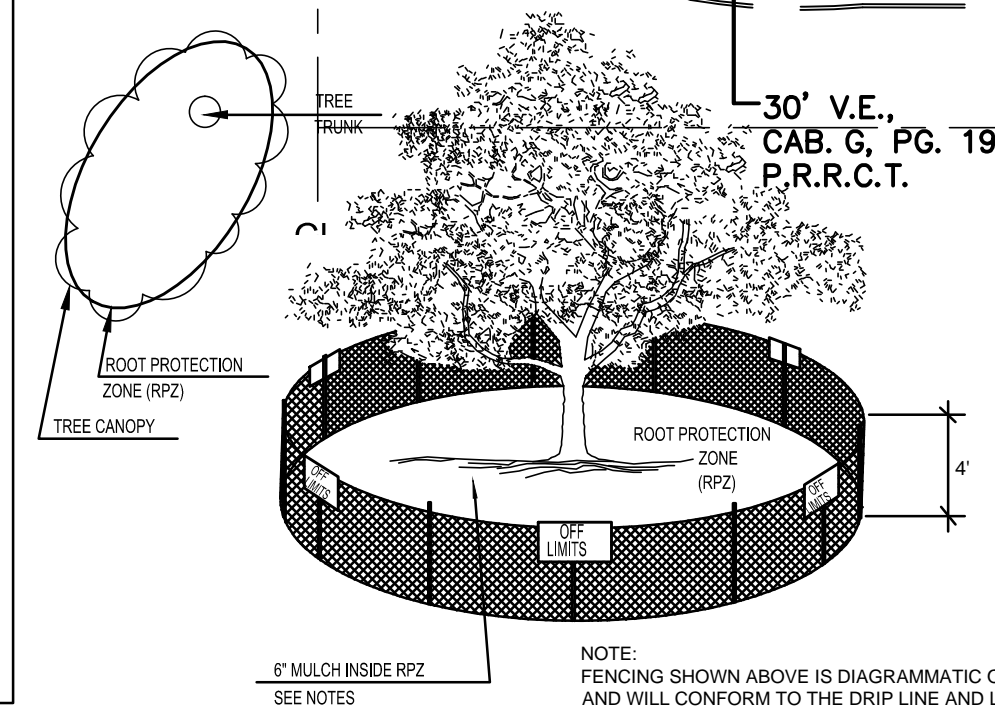 TREE
TRUNK
30' V.E.,
CAB. G, PG. 19
P.R.R.C.T.
ROOT PROTECTION
ZONE (RPZ)
TREE CANOPY
ROOT PROTECTION
ZONE
(RPZ)
4'
OFF
LIMITS
OFF
LIMITS
OFF
LIMITS
6" MULCH INSIDE RPZ
SEE NOTES
NOTE:
FENCING SHOWN ABOVE IS DIAGRAMMATIC
AND WILL CONFORM TO THE DRIP LINE AND